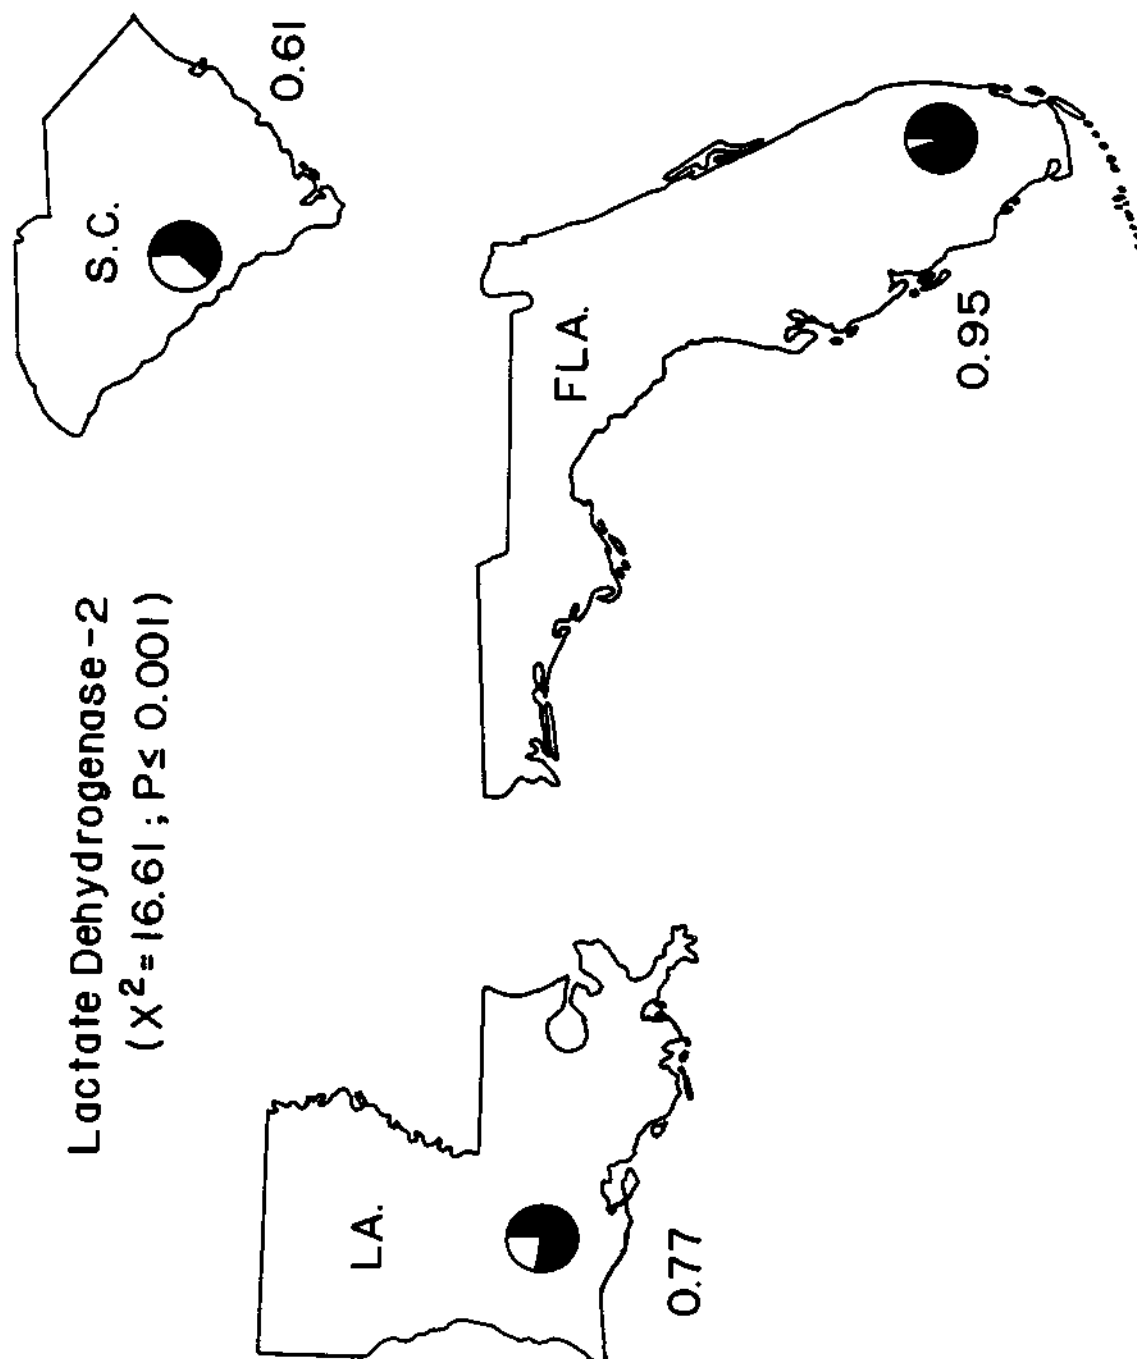 Lactate Dehydrogenase-2
(X²=16.61; P≤ 0.001)
S.C.
0.61
LA.
0.77
FLA.
0.95